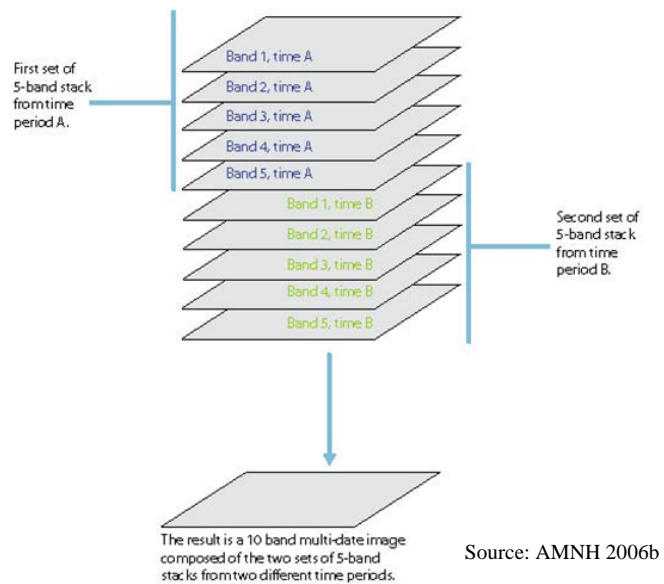 Band 1, time A
First set of
5-band stack
from time
period A.
Band 2, time A
Band 3, time A
Band 4, time A
Band 5, time A
Band 1, time B
Band 2, time B
Band 3, time B
Band 4, time B
Band 5, time B
Second set of
5-band stack
from time
period B.
The result is a 10 band multi-date image
composed of the two sets of 5-band
stacks from two different time periods.
Source: AMNH 2006b